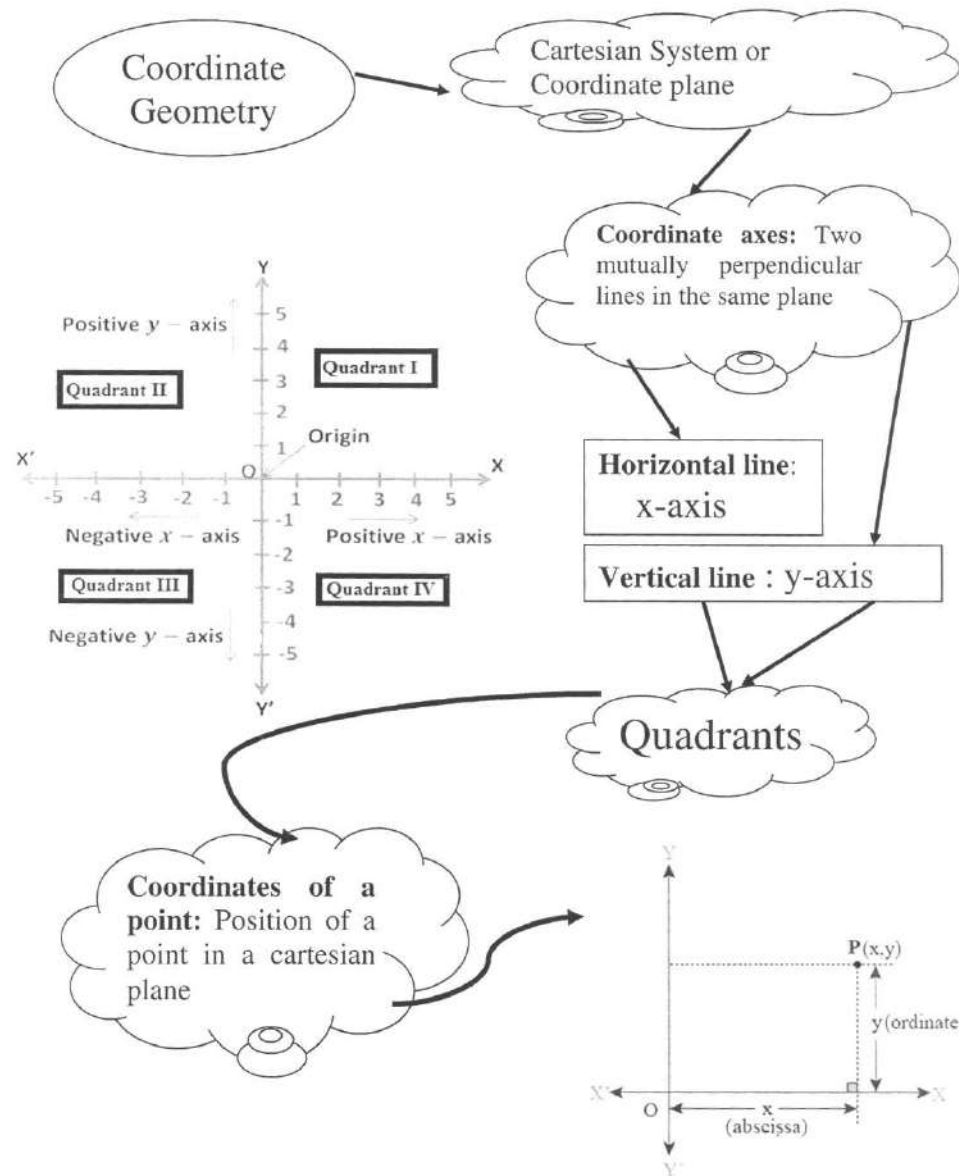 Coordinate
Geometry
Cartesian System or
Coordinate plane
Coordinate axes: Two
mutually perpendicular
lines in the same plane
Y
Positive y – axis
Quadrant I
Quadrant II
5
4
3
2
1
Origin
X'
O
X
-5 -4 -3 -2 -1 1 2 3 4 5
-1
-2
-3
-4
-5
Negative x – axis
Positive x – axis
Quadrant III
Quadrant IV
Negative y – axis
Y'
Horizontal line:
x-axis
Vertical line : y-axis
Quadrants
Coordinates of a
point: Position of a
point in a cartesian
plane
Y
P(x,y)
y(ordinate
X'
O
x
X
(abscissa)
Y'